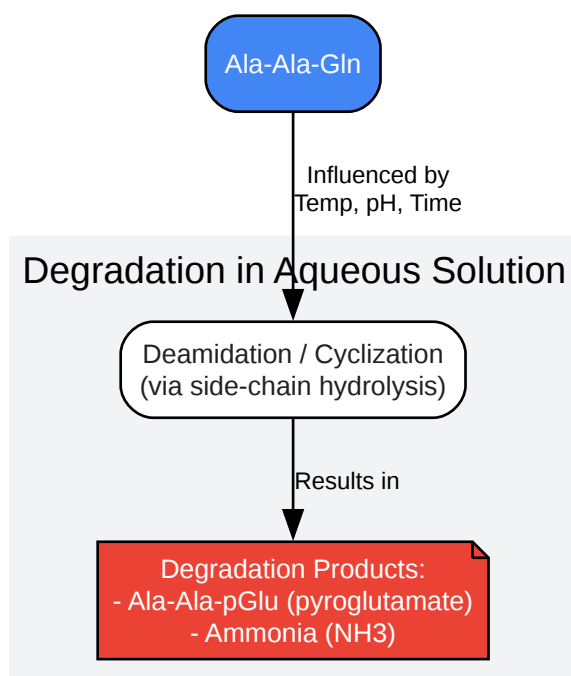 Ala-Ala-Gln
Influenced by
Temp, pH, Time
Degradation in Aqueous Solution
Deamidation / Cyclization
(via side-chain hydrolysis)
Results in
Degradation Products:
- Ala-Ala-pGlu (pyroglutamate)
- Ammonia (NH3)